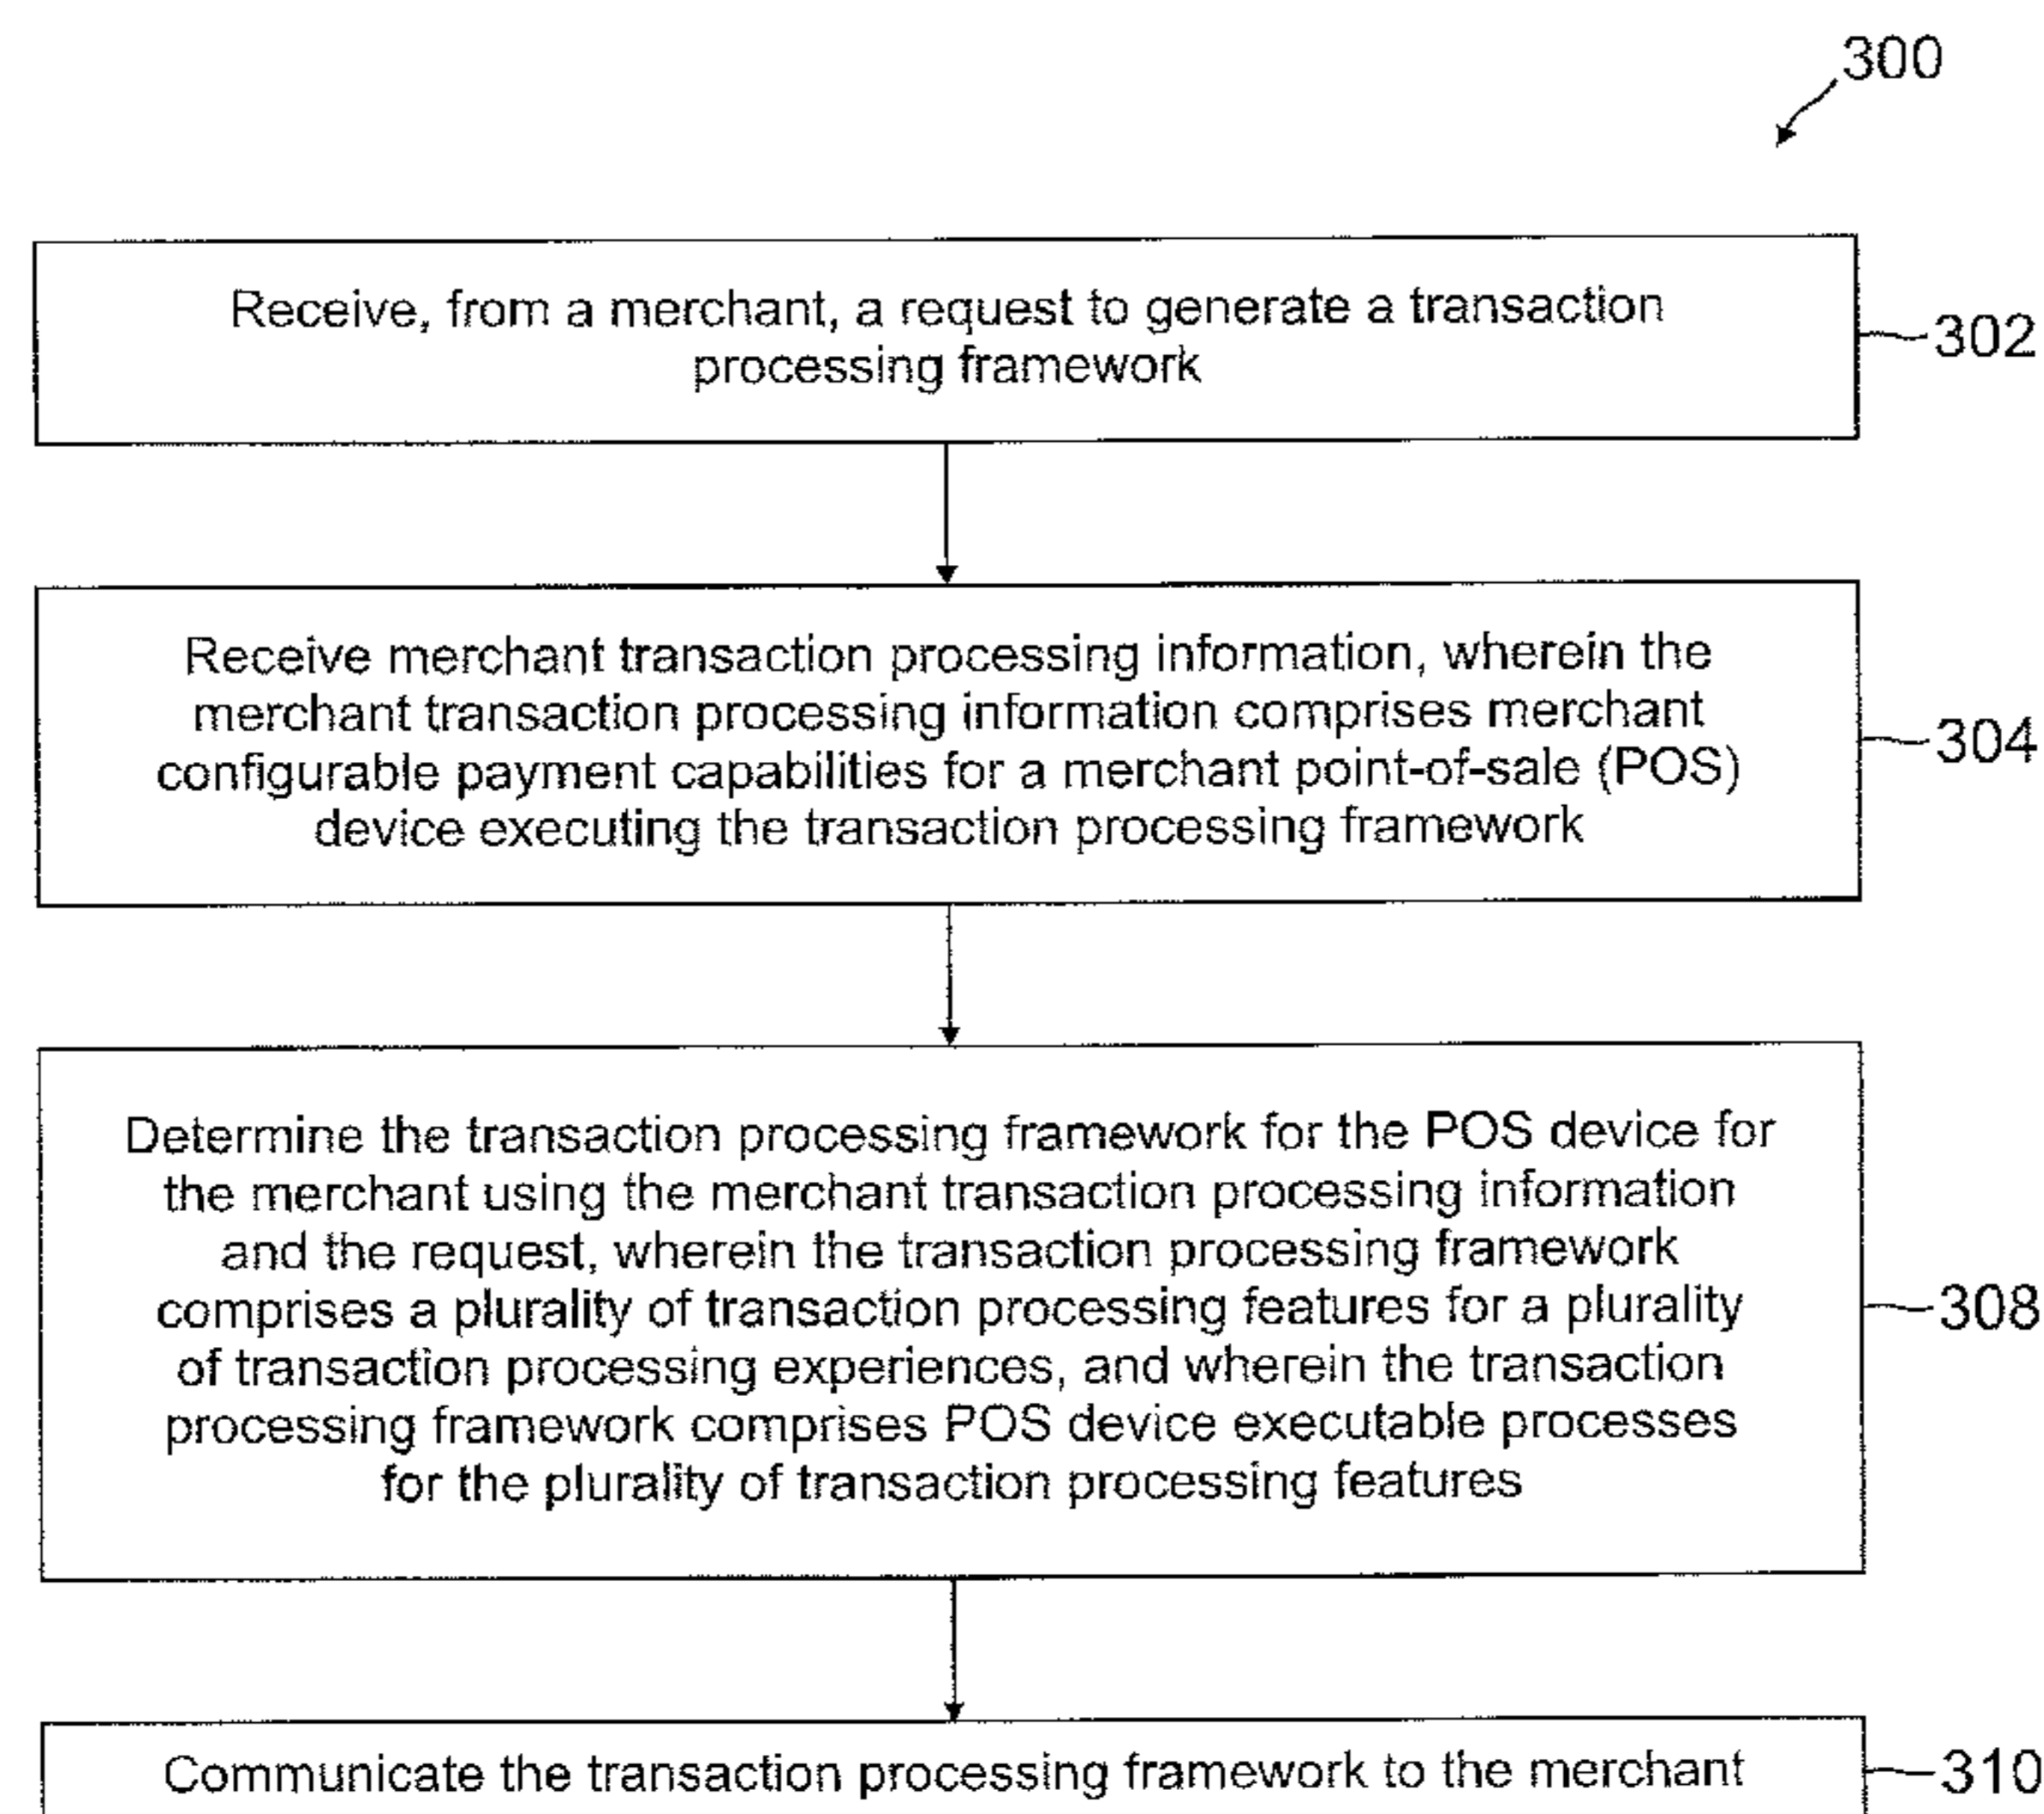 300
Receive, from a merchant, a request to generate a transaction
processing framework
302
Receive merchant transaction processing information, wherein the
merchant transaction processing information comprises merchant
configurable payment capabilities for a merchant point-of-sale (POS)
device executing the transaction processing framework
304
Determine the transaction processing framework for the POS device for
the merchant using the merchant transaction processing information
and the request, wherein the transaction processing framework
comprises a plurality of transaction processing features for a plurality
of transaction processing experiences, and wherein the transaction
processing framework comprises POS device executable processes
for the plurality of transaction processing features
308
Communicate the transaction processing framework to the merchant
310